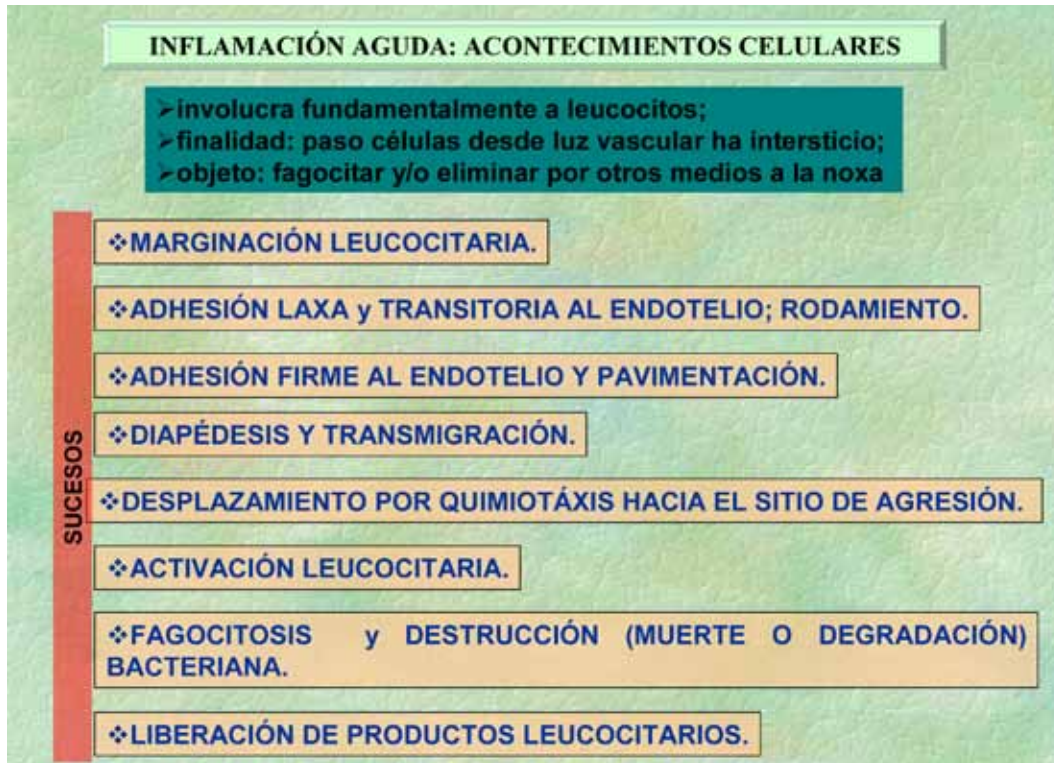 INFLAMACIÓN AGUDA: ACONTECIMIENTOS CELULARES
➢involucra fundamentalmente a leucocitos;
➢finalidad: paso células desde luz vascular ha intersticio;
➢objeto: fagocitar y/o eliminar por otros medios a la noxa
SUCESOS
❖MARGINACIÓN LEUCOCITARIA.
❖ADHESIÓN LAXA y TRANSITORIA AL ENDOTELIO; RODAMIENTO.
❖ADHESIÓN FIRME AL ENDOTELIO Y PAVIMENTACIÓN.
❖DIAPÉDESIS Y TRANSMIGRACIÓN.
❖DESPLAZAMIENTO POR QUIMIOTÁXIS HACIA EL SITIO DE AGRESIÓN.
❖ACTIVACIÓN LEUCOCITARIA.
❖FAGOCITOSIS y DESTRUCCIÓN (MUERTE O DEGRADACIÓN)
BACTERIANA.
❖LIBERACIÓN DE PRODUCTOS LEUCOCITARIOS.